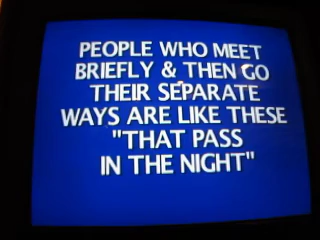 PEOPLE WHO MEET
BRIEFLY & THEN GO
THEIR SEPARATE
WAYS ARE LIKE THESE
"THAT PASS
IN THE NIGHT"